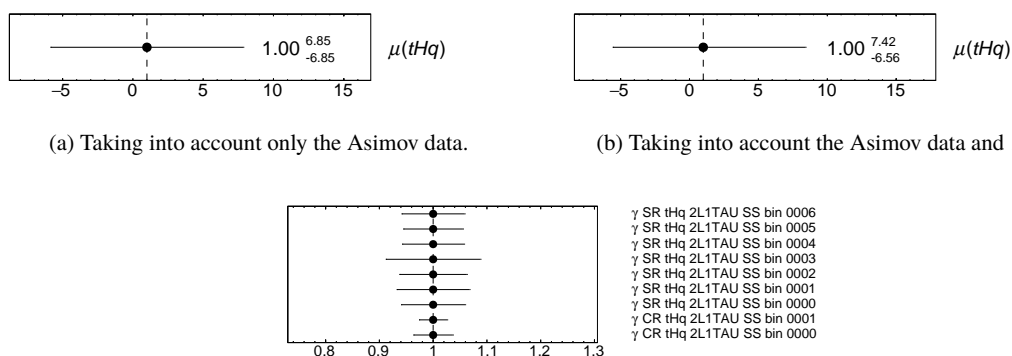 1.00 6.85 -6.85 μ(tHq)
−5 0 5 10 15
(a) Taking into account only the Asimov data.
1.00 7.42 -6.56 μ(tHq)
−5 0 5 10 15
(b) Taking into account the Asimov data and
γ SR tHq 2L1TAU SS bin 0006
γ SR tHq 2L1TAU SS bin 0005
γ SR tHq 2L1TAU SS bin 0004
γ SR tHq 2L1TAU SS bin 0003
γ SR tHq 2L1TAU SS bin 0002
γ SR tHq 2L1TAU SS bin 0001
γ SR tHq 2L1TAU SS bin 0000
γ CR tHq 2L1TAU SS bin 0001
γ CR tHq 2L1TAU SS bin 0000
0.8 0.9 1 1.1 1.2 1.3